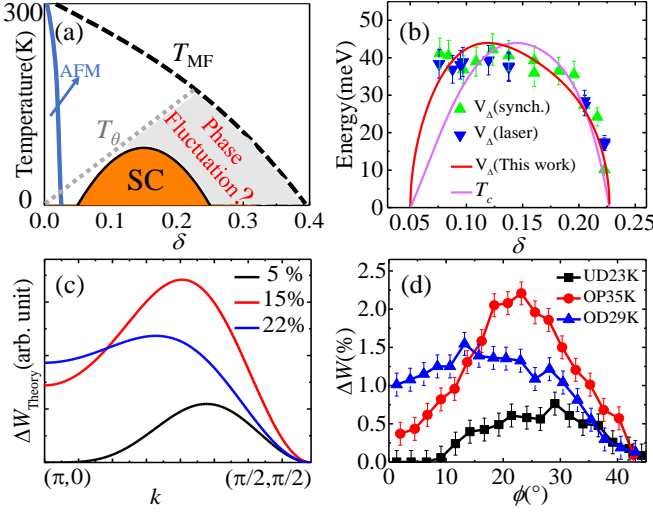 (a)
Temperature(K)
300
0
AFM
T_MF
T_θ
Phase
Fluctuation ?
SC
0.0 0.1 0.2 0.3 0.4
δ
(b)
Energy(meV)
60
50
40
30
20
10
0
V_Δ(synch.)
V_Δ(laser)
V_Δ(This work)
T_c
0.05 0.10 0.15 0.20 0.25
δ
(c)
ΔW_Theory(arb. unit)
5 %
15%
22%
(π,0) (π/2,π/2)
k
(d)
ΔW(%)
2.5
2.0
1.5
1.0
0.5
0.0
UD23K
OP35K
OD29K
0 10 20 30 40
ϕ(°)